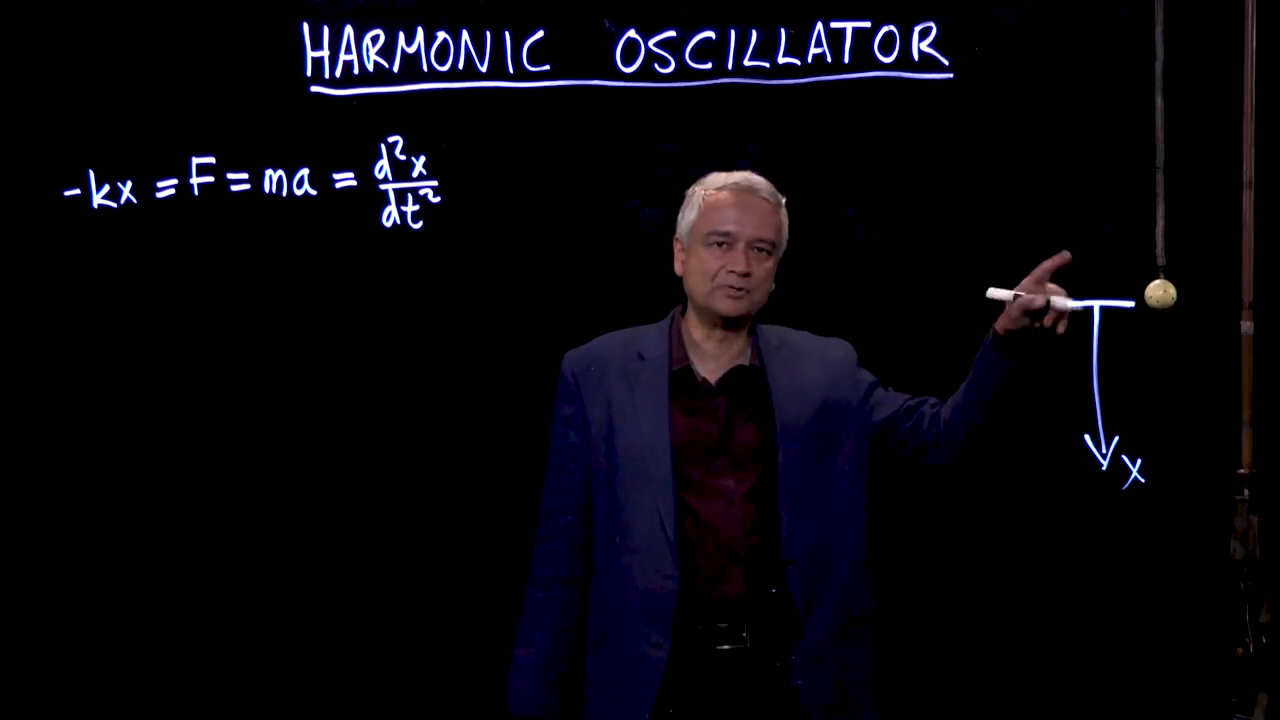 HARMONIC OSCILLATOR
-kx = F = ma = d²x/dt²
x